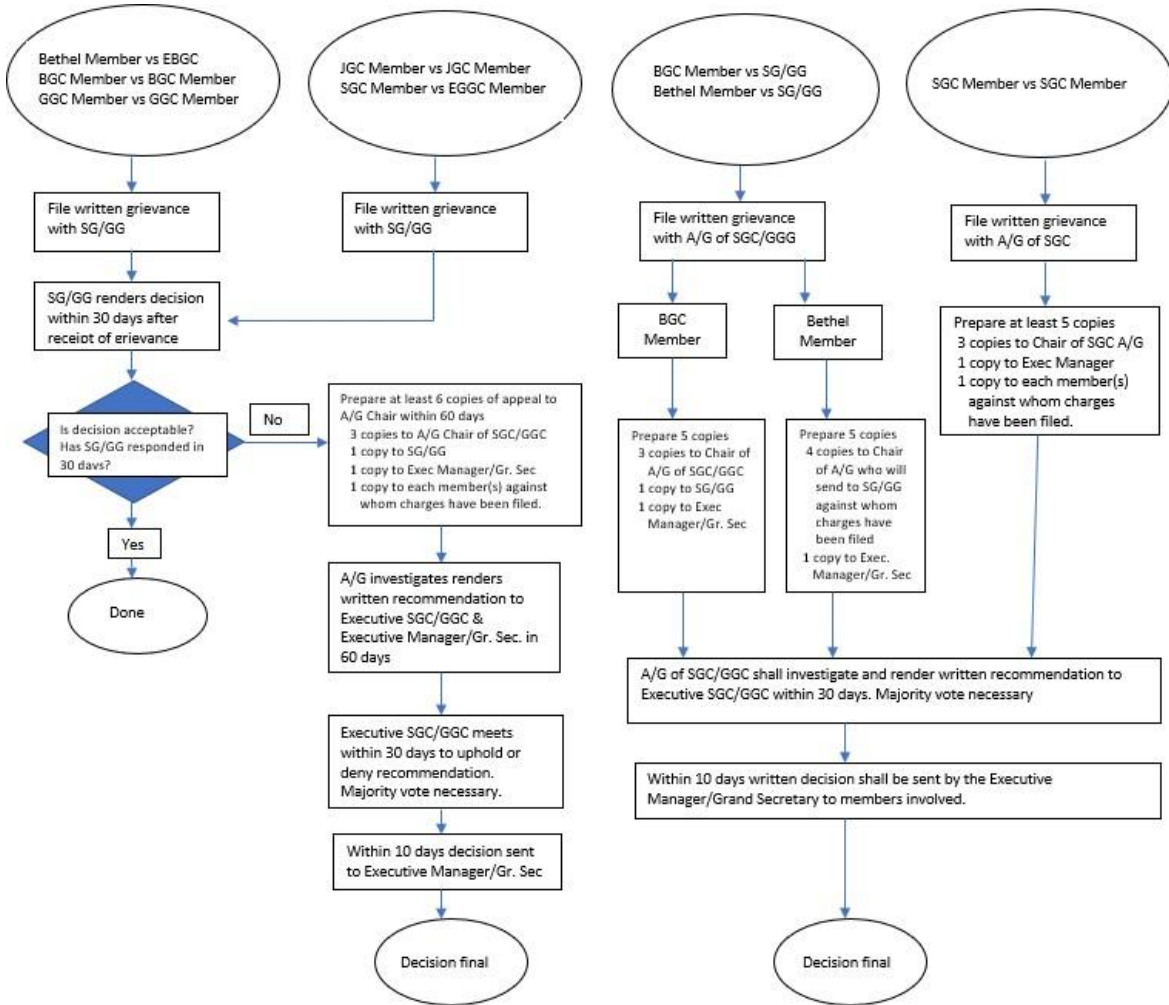 Bethel Member vs EBGC
BGC Member vs BGC Member
GGC Member vs GGC Member
File written grievance
with SG/GG
SG/GG renders decision
within 30 days after
receipt of grievance
Is decision acceptable?
Has SG/GG responded in
30 days?
No
Yes
Done
JGC Member vs JGC Member
SGC Member vs EGGC Member
File written grievance
with SG/GG
Prepare at least 6 copies of appeal to
A/G Chair within 60 days
3 copies to A/G Chair of SGC/GGC
1 copy to SG/GG
1 copy to Exec Manager/Gr. Sec
1 copy to each member(s) against
whom charges have been filed.
A/G investigates renders
written recommendation to
Executive SGC/GGC &
Executive Manager/Gr. Sec. in
60 days
Executive SGC/GGC meets
within 30 days to uphold or
deny recommendation.
Majority vote necessary.
Within 10 days decision sent
to Executive Manager/Gr. Sec
Decision final
BGC Member vs SG/GG
Bethel Member vs SG/GG
File written grievance
with A/G of SGC/GGG
BGC
Member
Bethel
Member
Prepare 5 copies
3 copies to Chair of
A/G of SGC/GGC
1 copy to SG/GG
1 copy to Exec
Manager/Gr. Sec
Prepare 5 copies
4 copies to Chair
of A/G who will
send to SG/GG
against whom
charges have
been filed
1 copy to Exec.
Manager/Gr. Sec
SGC Member vs SGC Member
File written grievance
with A/G of SGC
Prepare at least 5 copies
3 copies to Chair of SGC A/G
1 copy to Exec Manager
1 copy to each member(s)
against whom charges
have been filed.
A/G of SGC/GGC shall investigate and render written recommendation to
Executive SGC/GGC within 30 days. Majority vote necessary
Within 10 days written decision shall be sent by the Executive
Manager/Grand Secretary to members involved.
Decision final